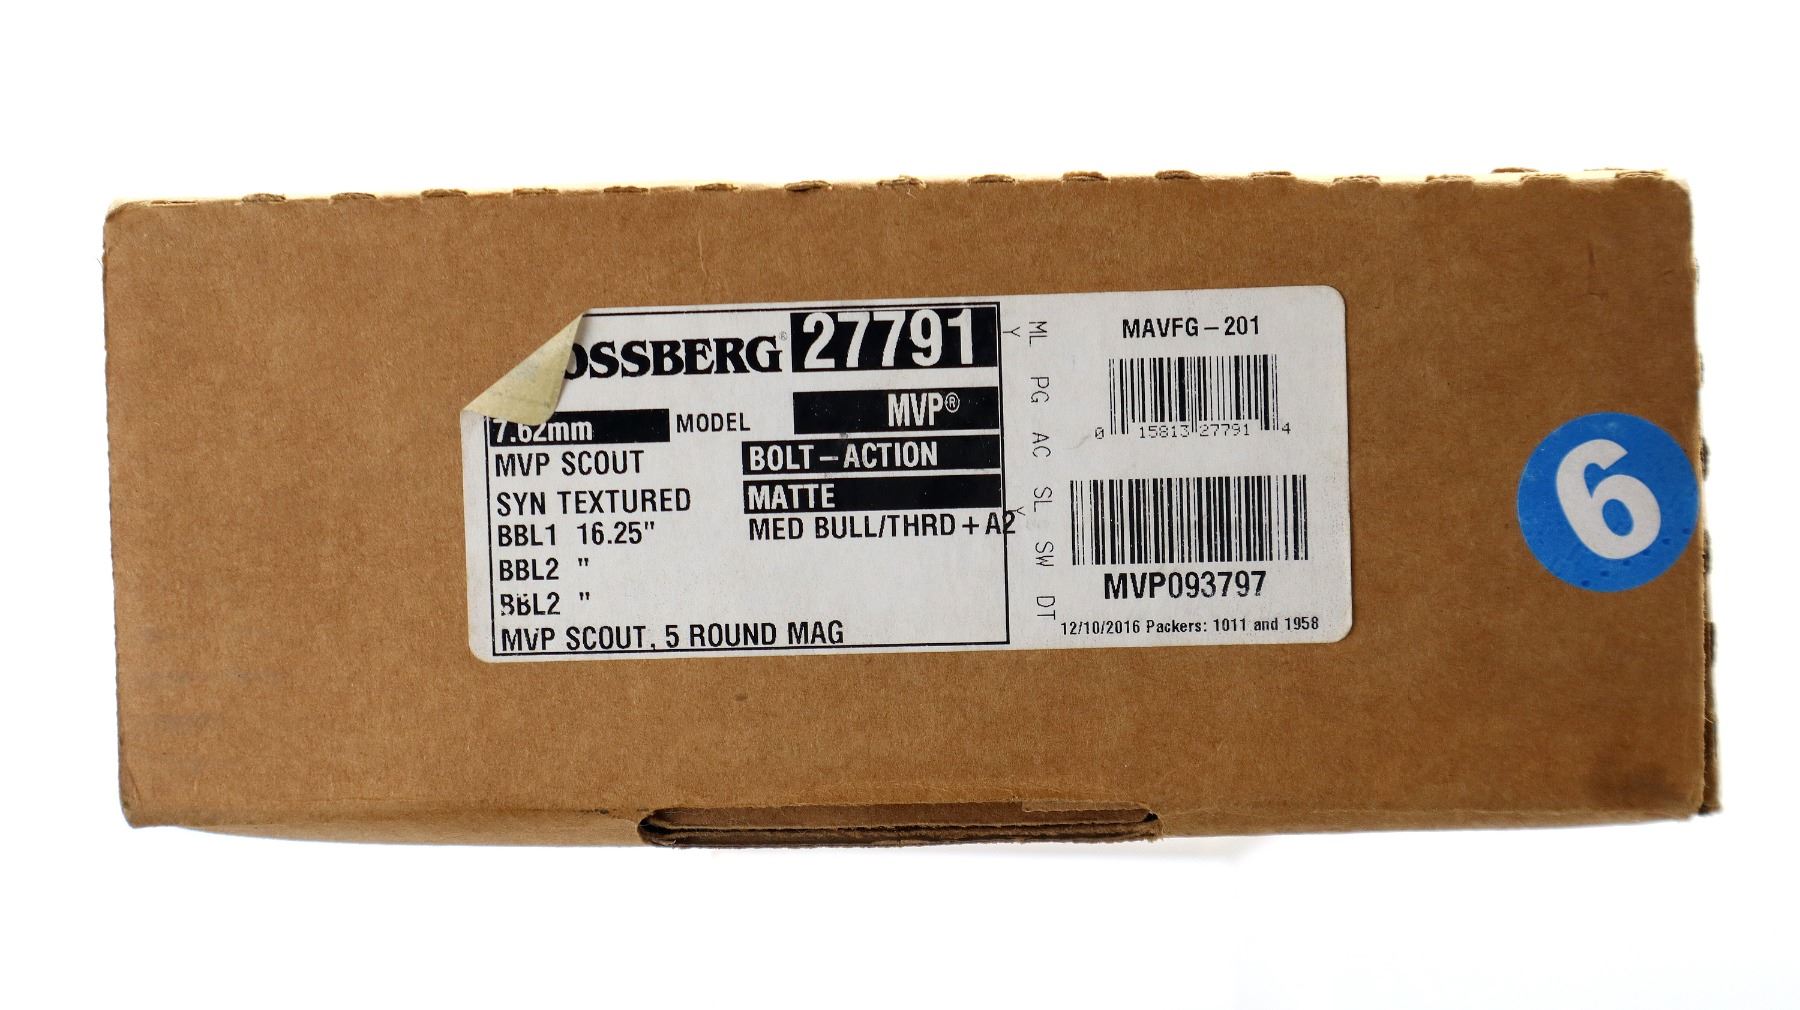 OSSBERG® 27791
7.62mm MODEL MVP®
MVP SCOUT BOLT-ACTION
SYN TEXTURED MATTE
BBL1 16.25" MED BULL/THRD + A2
BBL2 "
BBL2 "
MVP SCOUT, 5 ROUND MAG
ML PG AC SL SW DT
Y Y
MAVFG-201
0 15813 27791 4
MVP093797
12/10/2016 Packers: 1011 and 1958
6